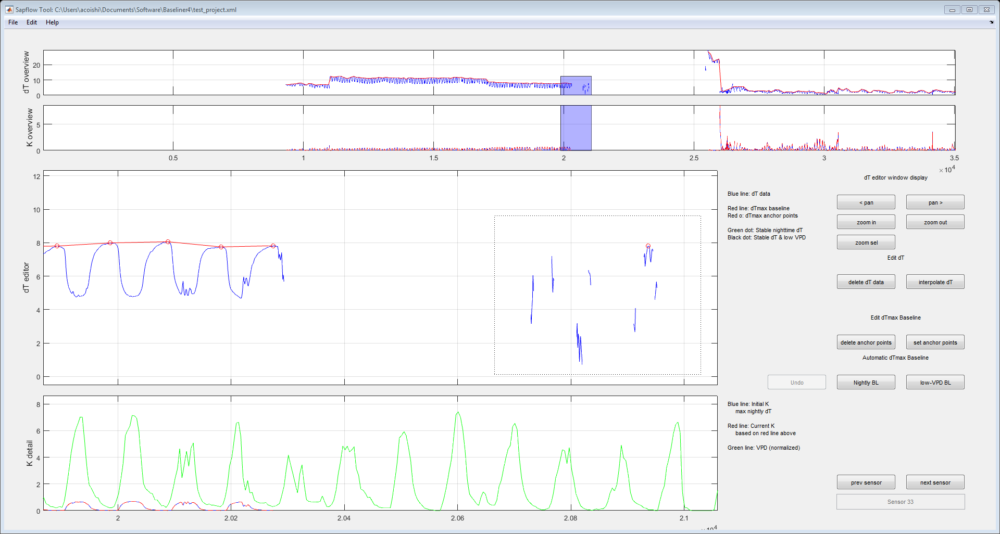 Sapflow Tool: C:\Users\acoishi\Documents\Software\Baseliner4\test_project.xml
File Edit Help
dT overview
20
10
0
K overview
5
0
0.5 1 1.5 2 2.5 3 3.5
×10^4
dT editor
12
10
8
6
4
2
0
Blue line: dT data
Red line: dTmax baseline
Red o: dTmax anchor points
Green dot: Stable nighttime dT
Black dot: Stable dT & low VPD
dT editor window display
< pan pan >
zoom in zoom out
zoom sel
Edit dT
delete dT data interpolate dT
Edit dTmax Baseline
delete anchor points set anchor points
Automatic dTmax Baseline
Undo Nightly BL low-VPD BL
K detail
8
6
4
2
0
2 2.02 2.04 2.06 2.08 2.1
Blue line: Initial K
max nightly dT
Red line: Current K
based on red line above
Green line: VPD (normalized)
prev sensor next sensor
Sensor 33